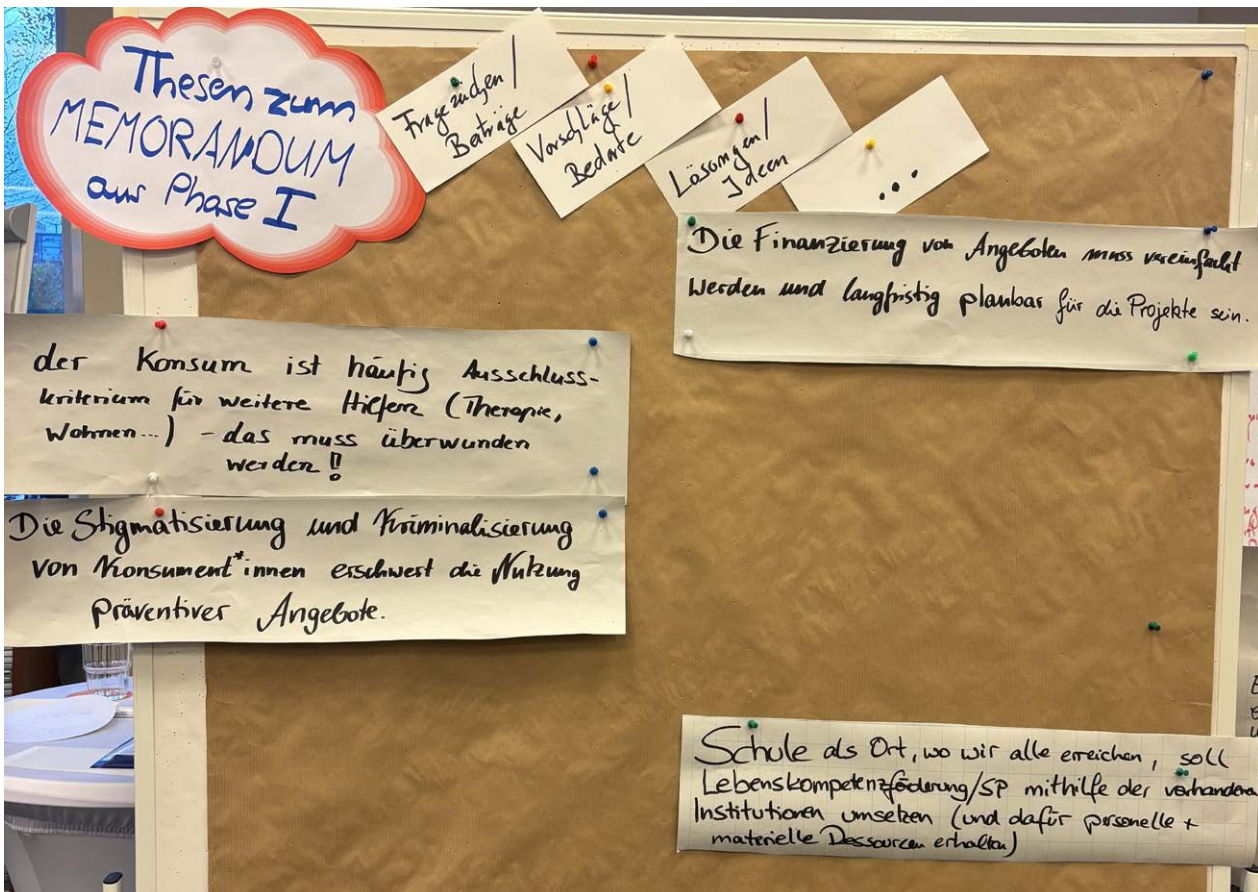 Thesen zum
MEMORANDUM
aus Phase I
Fragezeichen/
Beiträge
Vorschläge/
Bedarfe
Lösungen/
Ideen
...
Die Finanzierung von Angeboten muss vereinfacht
werden und langfristig planbar für die Projekte sein.
der Konsum ist häufig Ausschluss-
kriterium für weitere Hilfen (Therapie,
Wohnen...) - das muss überwunden
werden!!
Die Stigmatisierung und Kriminalisierung
von Konsument*innen erschwert die Nutzung
präventiver Angebote.
Schule als Ort, wo wir alle erreichen, soll
Lebenskompetenzförderung/SP mithilfe der vorhandenen
Institutionen umsetzen (und dafür personelle +
materielle Ressourcen erhalten)